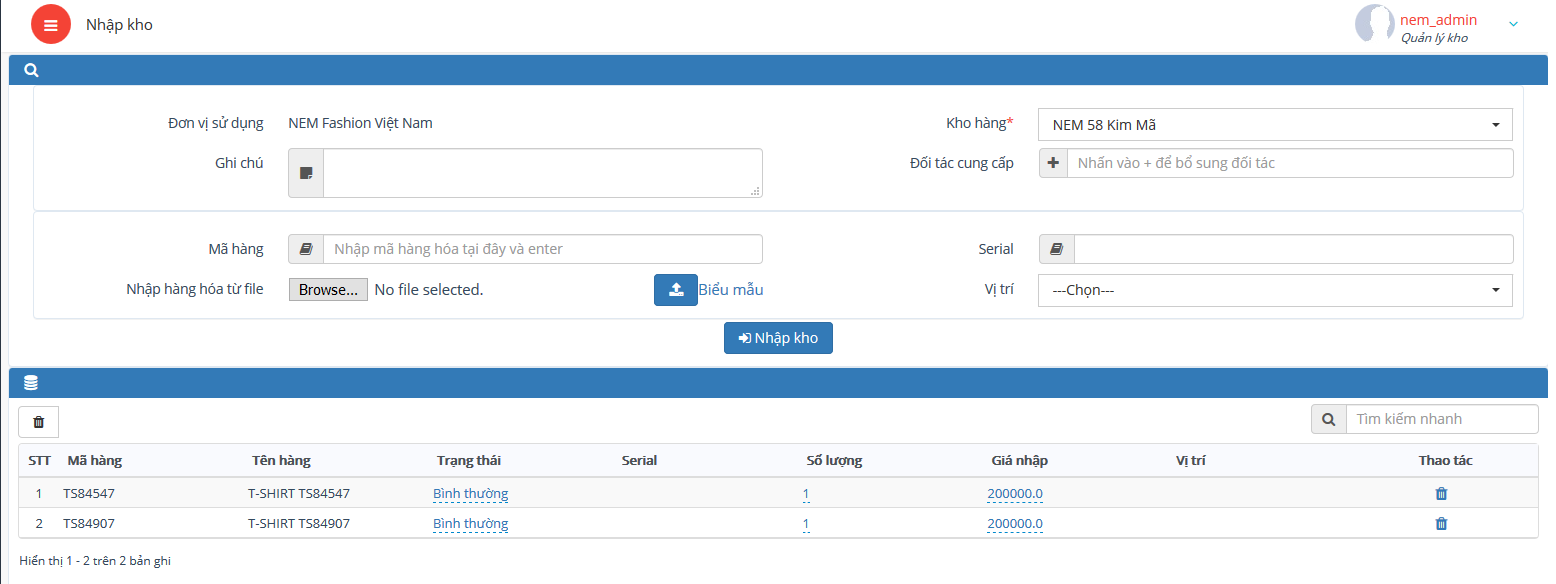 Nhập kho
nem_admin
Quản lý kho
Đơn vị sử dụng NEM Fashion Việt Nam Kho hàng* NEM 58 Kim Mã
Ghi chú Đối tác cung cấp Nhấn vào + để bổ sung đối tác
Mã hàng Nhập mã hàng hóa tại đây và enter Serial
Nhập hàng hóa từ file Browse... No file selected. Biểu mẫu Vị trí ---Chọn---
Nhập kho
Tìm kiếm nhanh
STT Mã hàng Tên hàng Trạng thái Serial Số lượng Giá nhập Vị trí Thao tác
1 TS84547 T-SHIRT TS84547 Bình thường 1 200000.0
2 TS84907 T-SHIRT TS84907 Bình thường 1 200000.0
Hiển thị 1 - 2 trên 2 bản ghi